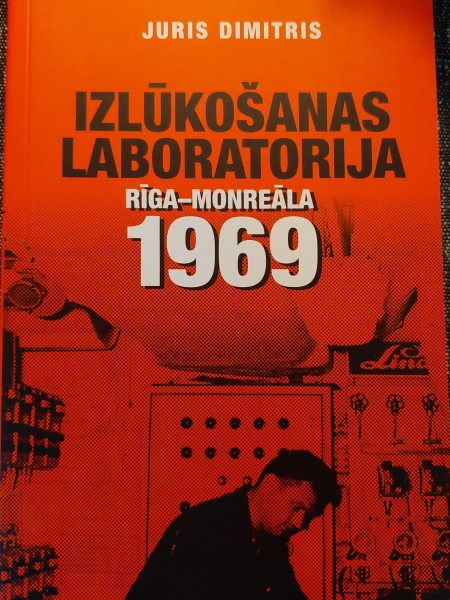 JURIS DIMITRIS
IZLŪKOŠANAS
LABORATORIJA
RĪGA–MONREĀLA
1969